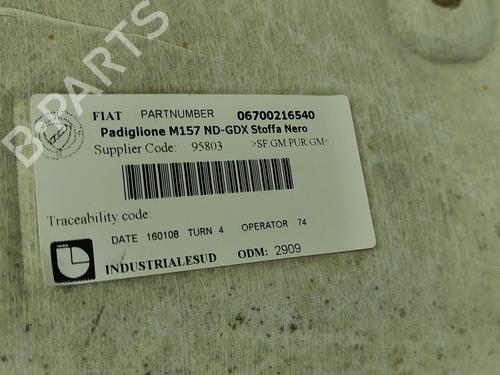 B-PARTS
FIAT PARTNUMBER 06700216540
Padiglione M157 ND-GDX Stoffa Nero
Supplier Code: 95803 >SF.GM.PUR.GM<
Traceability code:
DATE 160108 TURN 4 OPERATOR 74
INDUSTRIALESUD ODM: 2909